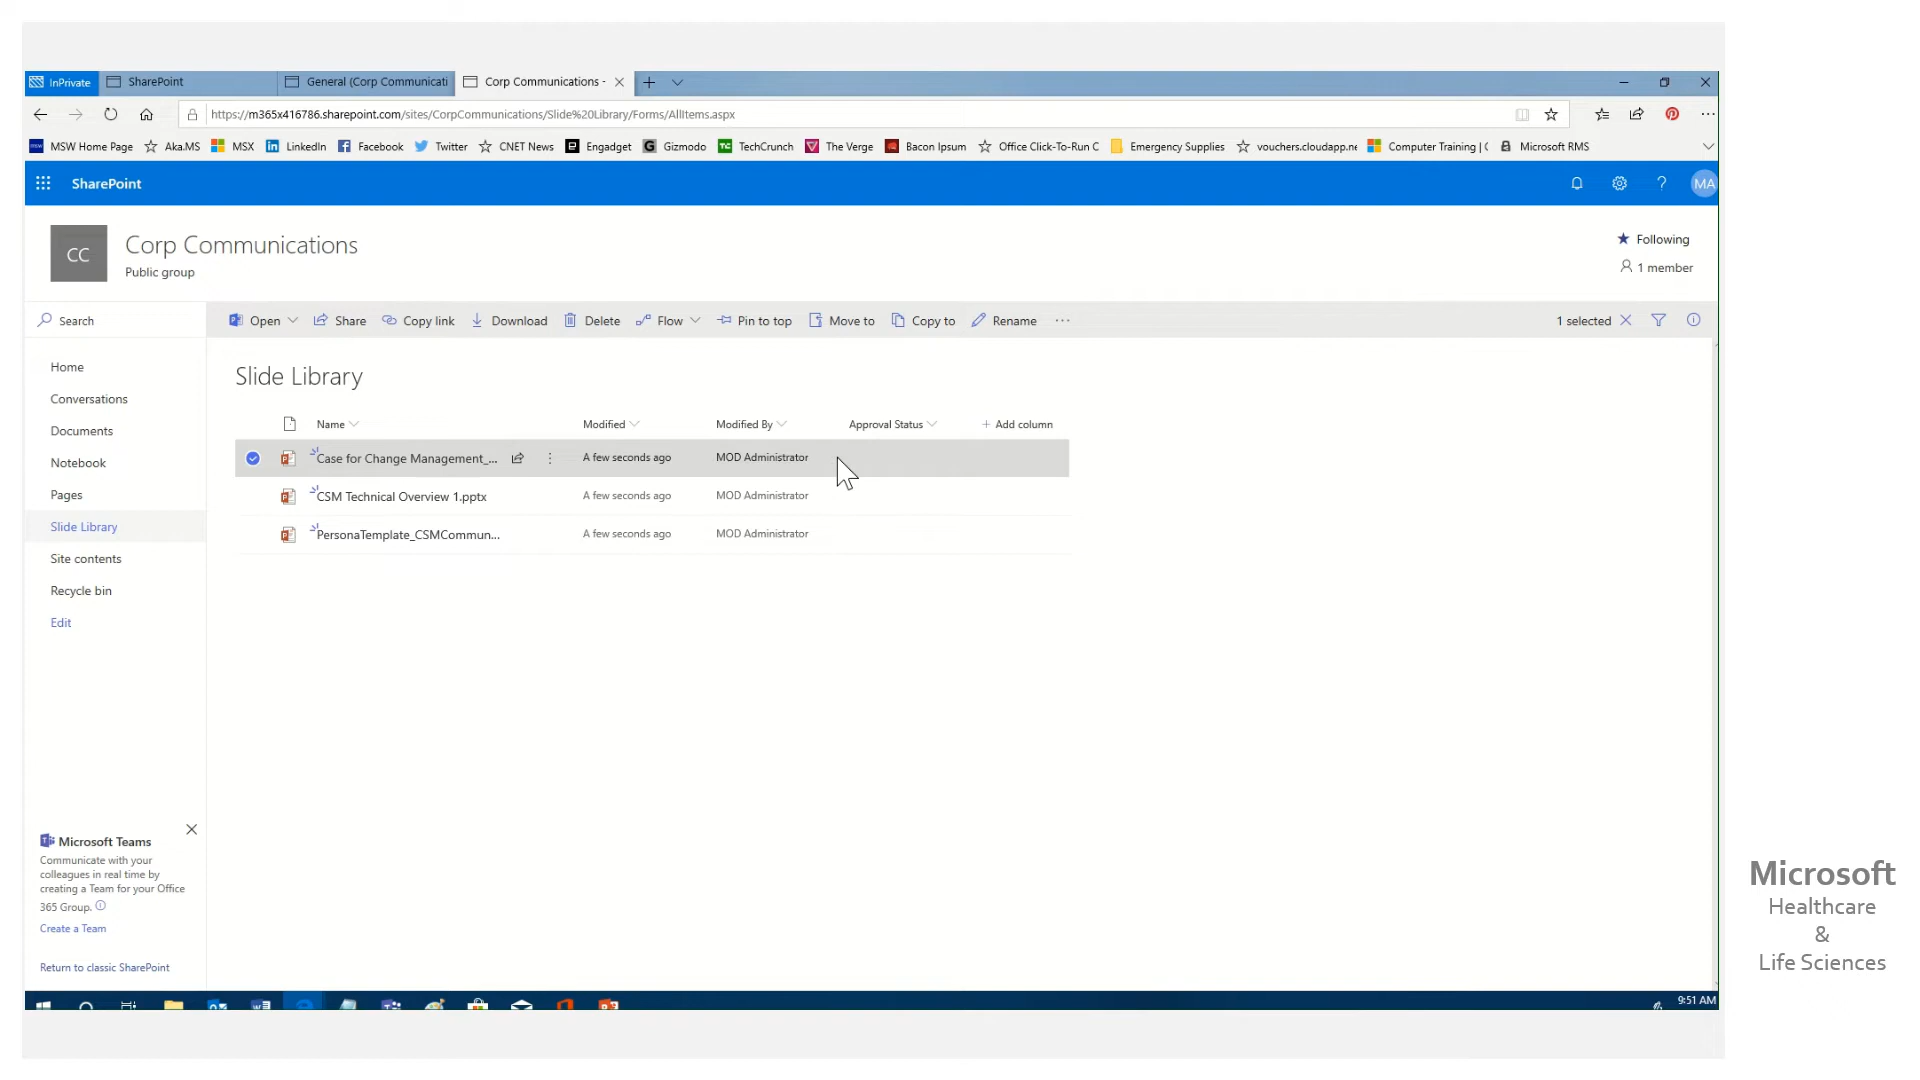 InPrivate SharePoint General (Corp Communicati Corp Communications -
https://m365x416786.sharepoint.com/sites/CorpCommunications/Slide%20Library/Forms/AllItems.aspx
MSW Home Page Aka.MS MSX LinkedIn Facebook Twitter CNET News Engadget Gizmodo TechCrunch The Verge Bacon Ipsum Office Click-To-Run C Emergency Supplies vouchers.cloudapp.ne Computer Training | ( Microsoft RMS
SharePoint ? MA
CC
Corp Communications
Public group
Following
1 member
Search
Open Share Copy link Download Delete Flow Pin to top Move to Copy to Rename ··· 1 selected
Home
Conversations
Documents
Notebook
Pages
Slide Library
Site contents
Recycle bin
Edit
Slide Library
Name Modified Modified By Approval Status + Add column
Case for Change Management_... A few seconds ago MOD Administrator
CSM Technical Overview 1.pptx A few seconds ago MOD Administrator
PersonaTemplate_CSMCommun... A few seconds ago MOD Administrator
Microsoft Teams
Communicate with your
colleagues in real time by
creating a Team for your Office
365 Group.
Create a Team
Return to classic SharePoint
9:51 AM
Microsoft
Healthcare
&
Life Sciences